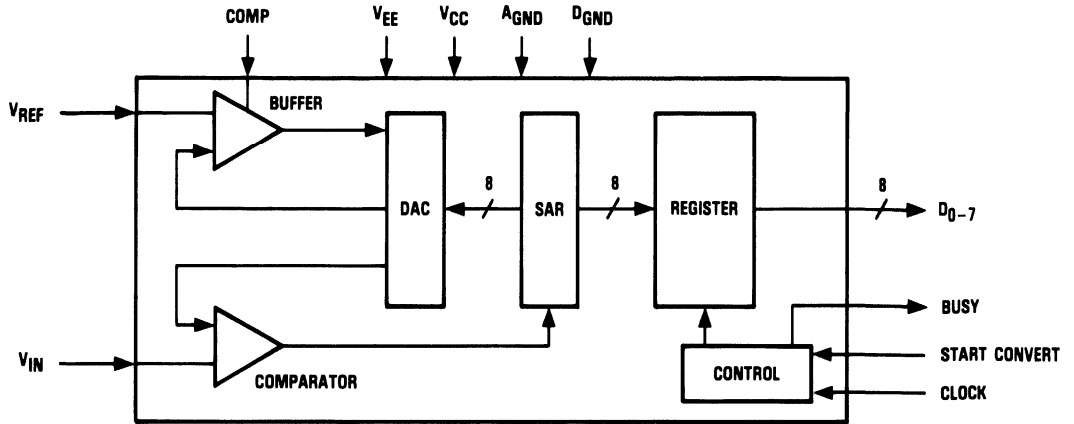 COMP
VEE
VCC
AGND
DGND
VREF
BUFFER
DAC
8
SAR
8
REGISTER
8
D0–7
BUSY
START CONVERT
CONTROL
CLOCK
VIN
COMPARATOR